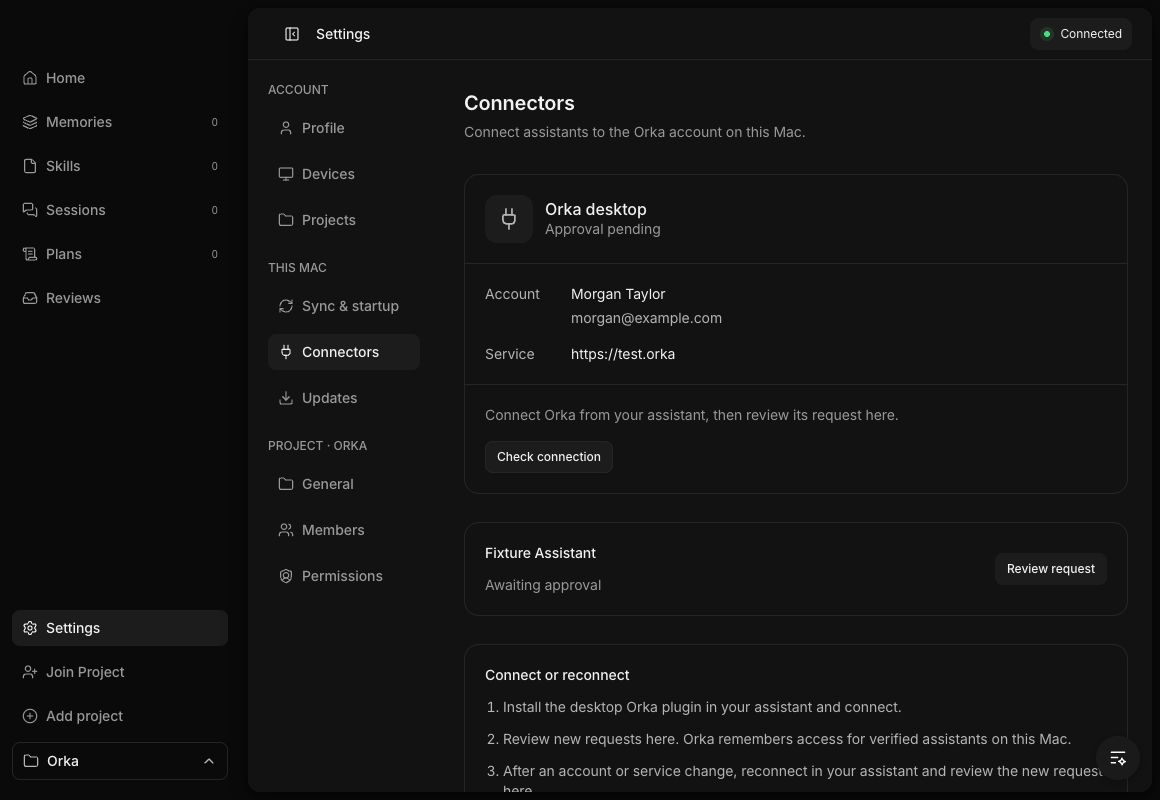 Settings
Connected
Home
Memories 0
Skills 0
Sessions 0
Plans 0
Reviews
Settings
Join Project
Add project
Orka
ACCOUNT
Profile
Devices
Projects
THIS MAC
Sync & startup
Connectors
Updates
PROJECT · ORKA
General
Members
Permissions
Connectors
Connect assistants to the Orka account on this Mac.
Orka desktop
Approval pending
Account Morgan Taylor
morgan@example.com
Service https://test.orka
Connect Orka from your assistant, then review its request here.
Check connection
Fixture Assistant
Awaiting approval
Review request
Connect or reconnect
1. Install the desktop Orka plugin in your assistant and connect.
2. Review new requests here. Orka remembers access for verified assistants on this Mac.
3. After an account or service change, reconnect in your assistant and review the new request
here.